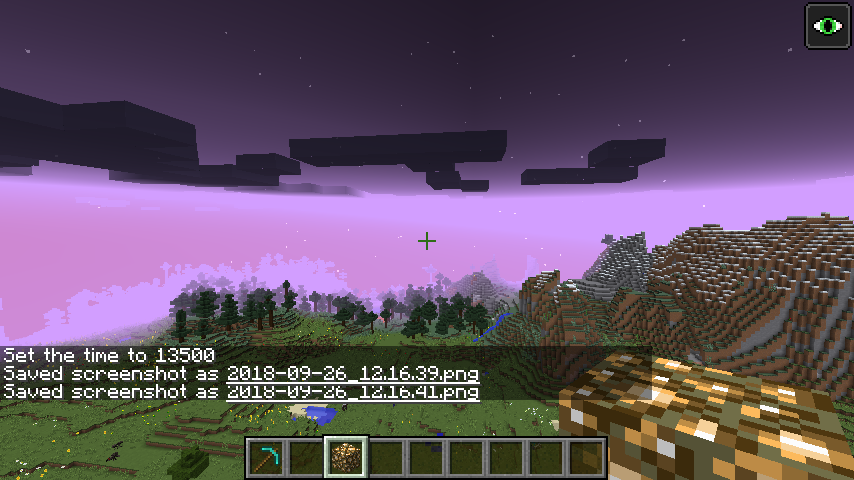 Set the time to 13500
Saved screenshot as 2018-09-26_12.16.39.png
Saved screenshot as 2018-09-26_12.16.41.png